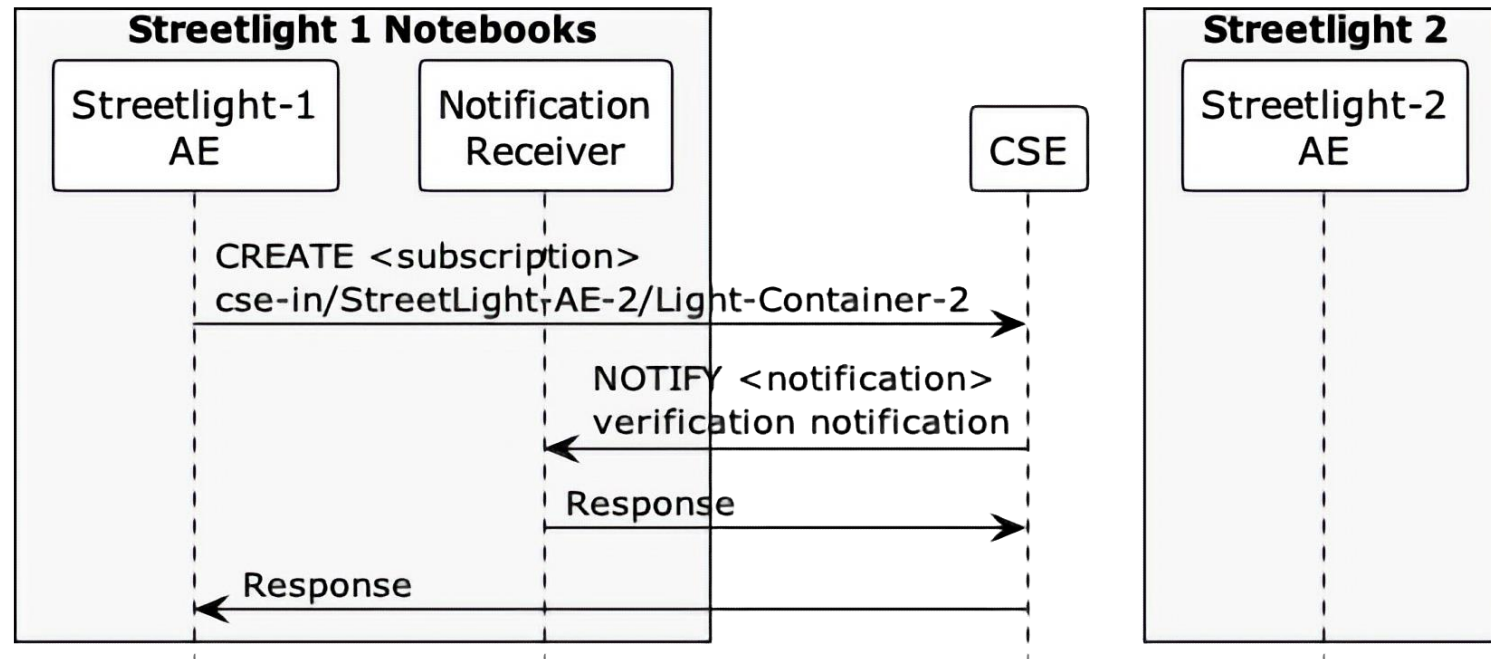 Streetlight 1 Notebooks
Streetlight 2
Streetlight-1
AE
Notification
Receiver
CSE
Streetlight-2
AE
CREATE <subscription>
cse-in/StreetLight-AE-2/Light-Container-2
NOTIFY <notification>
verification notification
Response
Response